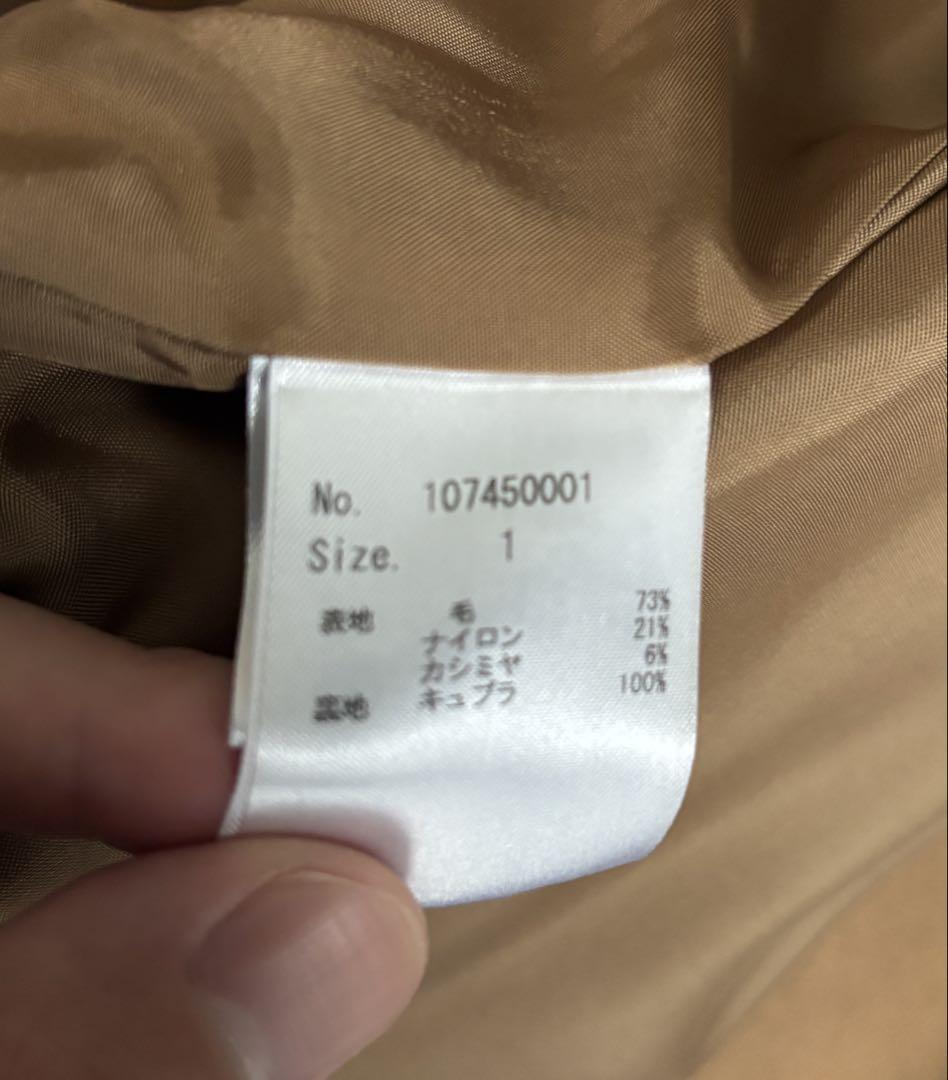 No. 107450001
Size. 1
表地 毛 73%
ナイロン 21%
カシミヤ 6%
裏地 キュプラ 100%